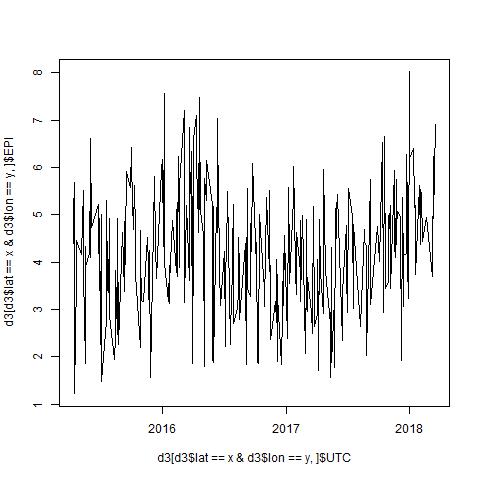 8
7
6
5
4
3
2
1
d3[d3$lat == x & d3$lon == y, ]$EPI
2016 2017 2018
d3[d3$lat == x & d3$lon == y, ]$UTC